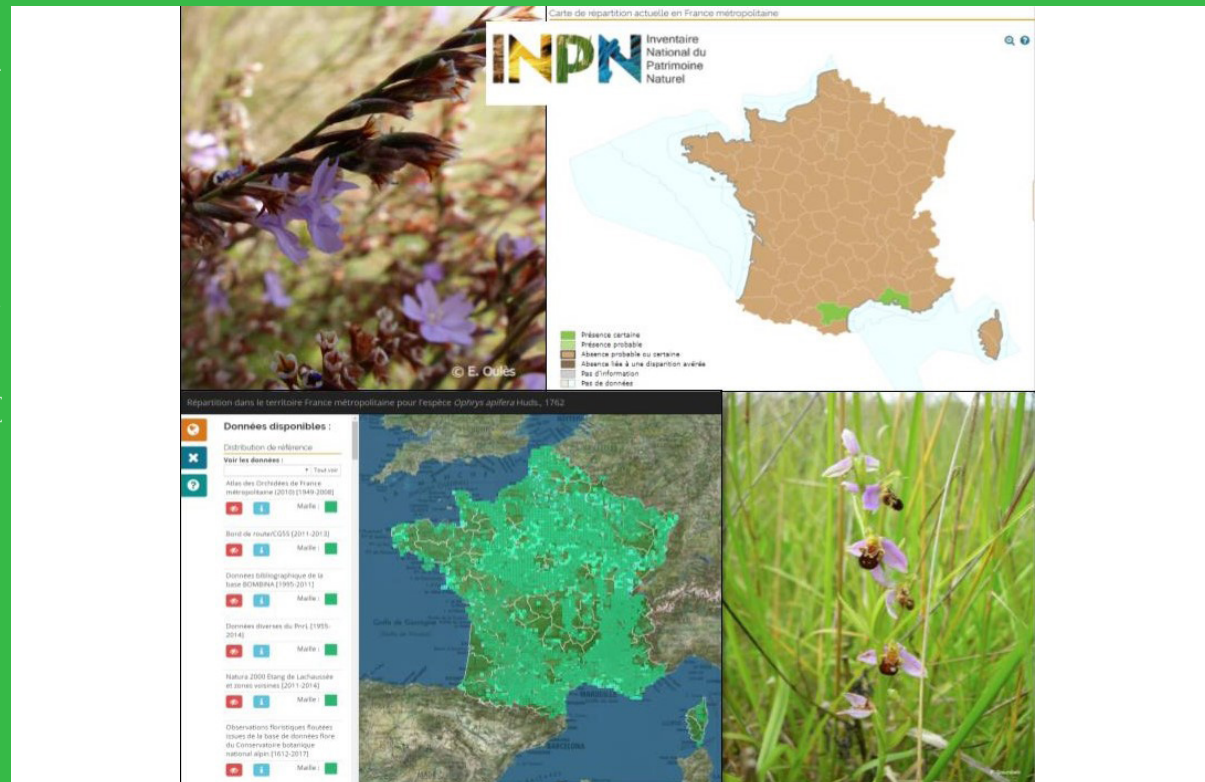 Carte de répartition actuelle en France métropolitaine
INPN
Inventaire
National du
Patrimoine
Naturel
Présence certaine
Présence probable
Absence probable ou certaine
Absence liée à une disparition avérée
Pas d'information
Pas de données
© E. Oulès
Répartition dans le territoire France métropolitaine pour l'espèce Ophrys apifera Huds., 1762
Données disponibles :
Distribution de référence
Voir les données :
Tout voir
Atlas des Orchidées de France
métropolitaine (2010) [1949-2008]
Maille :
Bord de route/CG55 [2011-2013]
Maille :
Données bibliographique de la
base BOMBINA [1995-2011]
Maille :
Données diverses du PnrL [1955-
2014]
Maille :
Natura 2000 Etang de Lachaussée
et zones voisines [2011-2014]
Maille :
Observations floristiques floutées
issues de la base de données flore
du Conservatoire botanique
national alpin [1612-2017]
Maille :
Golfe de Gascogne
MARSEILLE
BARCELONA